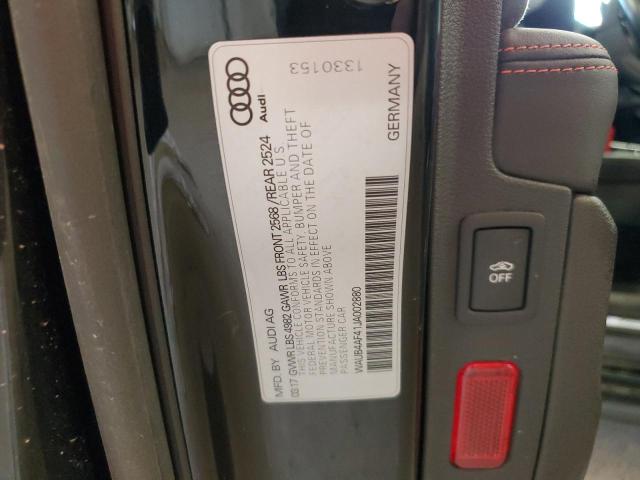 Audi
1330153
MFD. BY AUDI AG
03.17 GVWR LBS 4982 GAWR LBS FRONT 2568 /REAR 2524
THIS VEHICLE CONFORMS TO ALL APPLICABLE U.S.
FEDERAL MOTOR VEHICLE SAFETY, BUMPER AND THEFT
PREVENTION STANDARDS IN EFFECT ON THE DATE OF
MANUFACTURE SHOWN ABOVE
PASSENGER CAR
GERMANY
WAUB4AF41JA002880
OFF